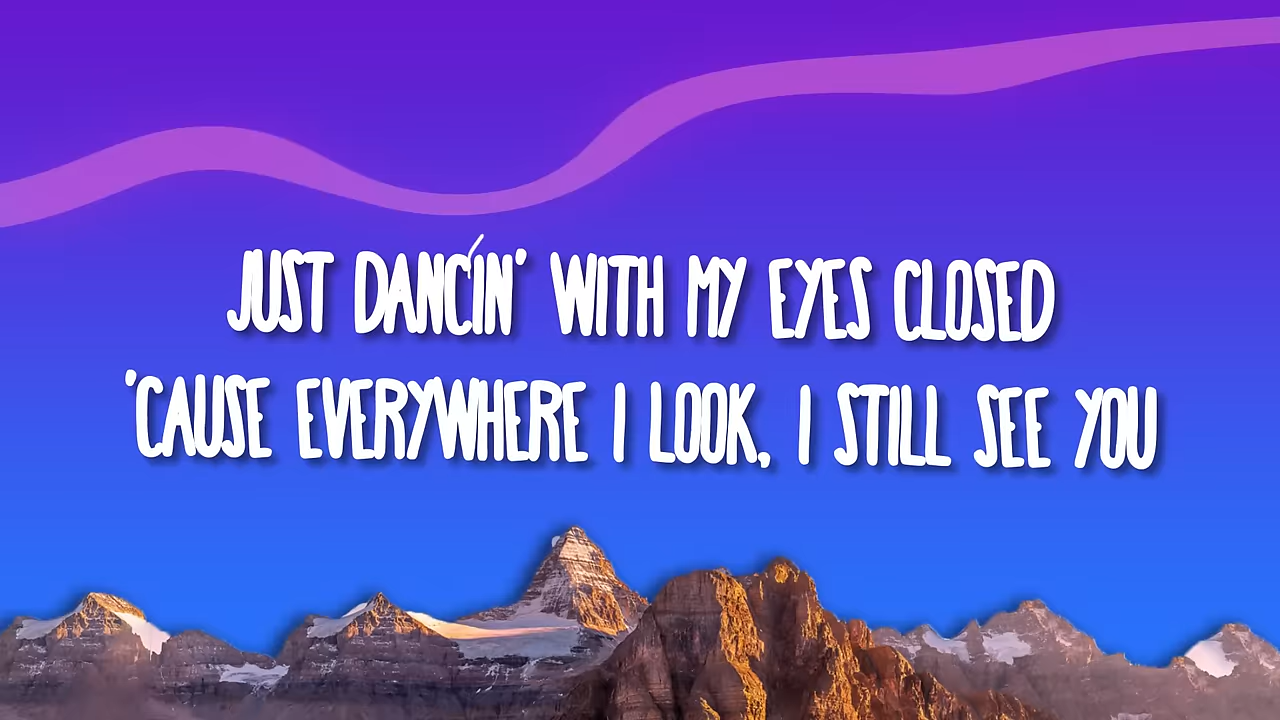 JUST DANCIN' WITH MY EYES CLOSED
'CAUSE EVERYWHERE I LOOK, I STILL SEE YOU